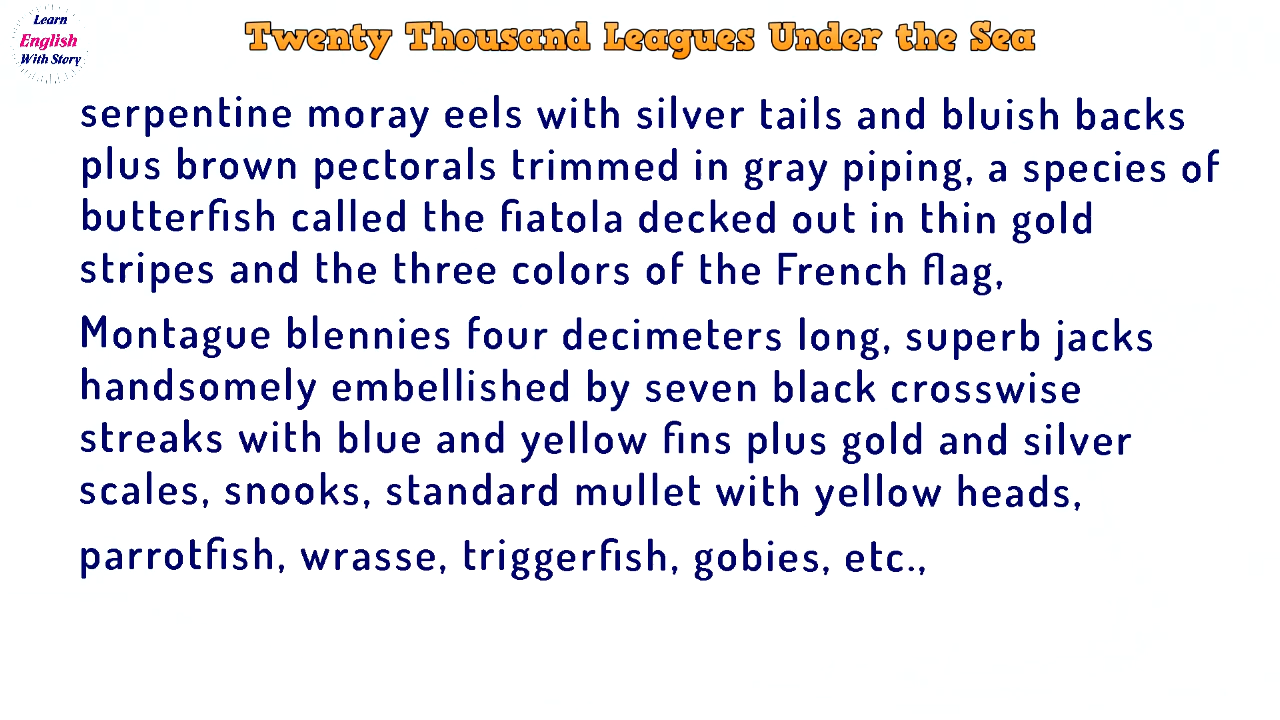 Learn
English
With Story
Twenty Thousand Leagues Under the Sea
serpentine moray eels with silver tails and bluish backs
plus brown pectorals trimmed in gray piping, a species of
butterfish called the fiatola decked out in thin gold
stripes and the three colors of the French flag,
Montague blennies four decimeters long, superb jacks
handsomely embellished by seven black crosswise
streaks with blue and yellow fins plus gold and silver
scales, snooks, standard mullet with yellow heads,
parrotfish, wrasse, triggerfish, gobies, etc.,